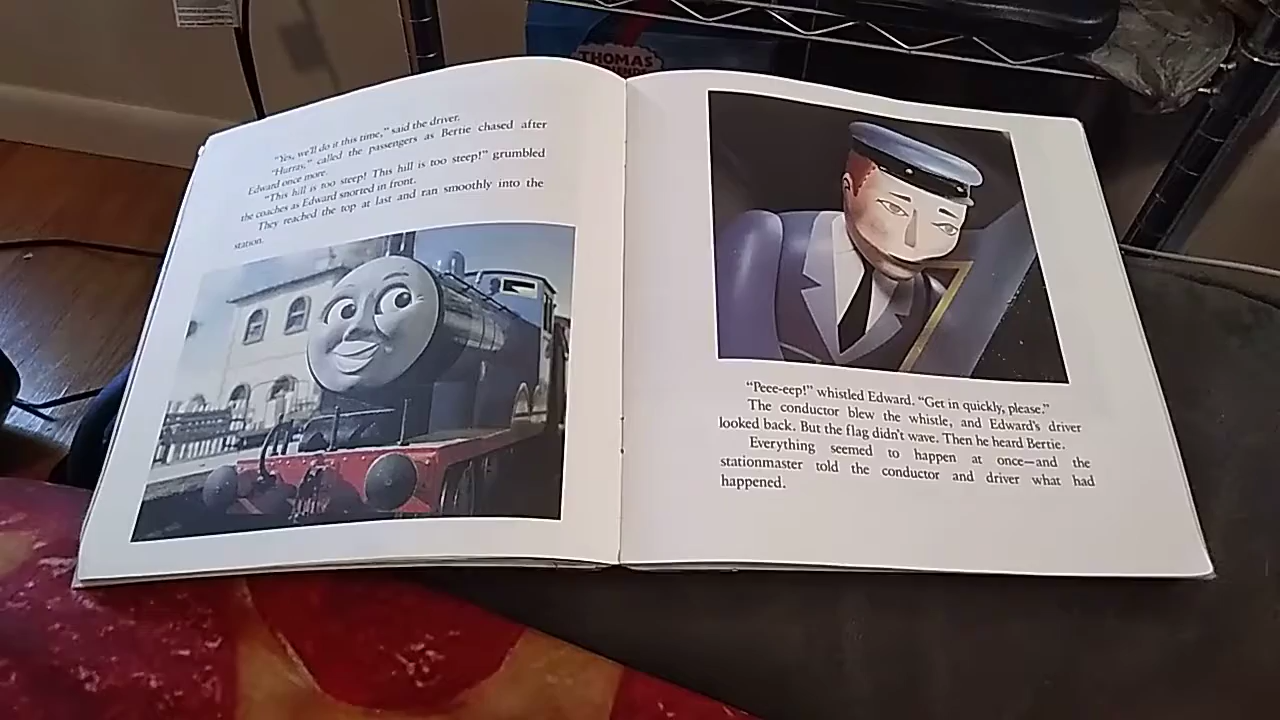 THOMAS
"Yes, we'll do it this time," said the driver.
"Hurray," called the passengers as Bertie chased after
Edward once more.
"This hill is too steep! This hill is too steep!" grumbled
the coaches as Edward snorted in front.
They reached the top at last and ran smoothly into the
station.
"Peee-eep!" whistled Edward. "Get in quickly, please."
The conductor blew the whistle, and Edward's driver
looked back. But the flag didn't wave. Then he heard Bertie.
Everything seemed to happen at once—and the
stationmaster told the conductor and driver what had
happened.